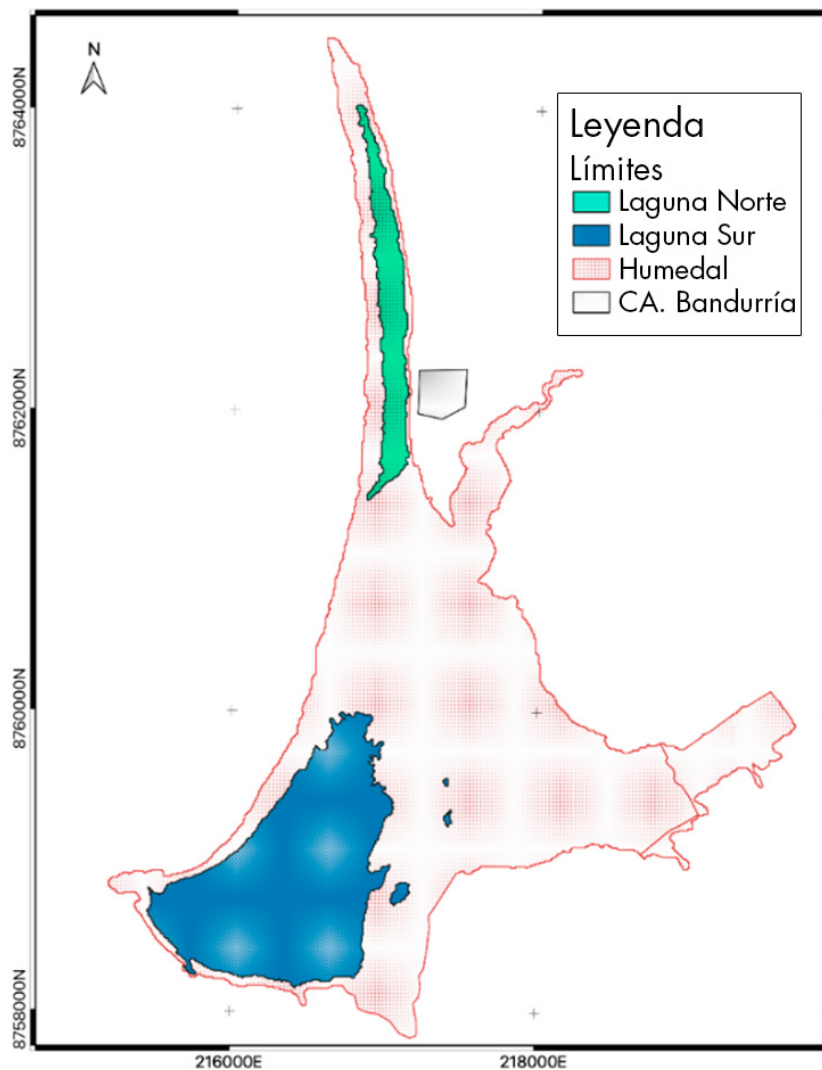 N
8764000N
8762000N
8760000N
8758000N
216000E
218000E
Leyenda
Límites
Laguna Norte
Laguna Sur
Humedal
CA. Bandurría